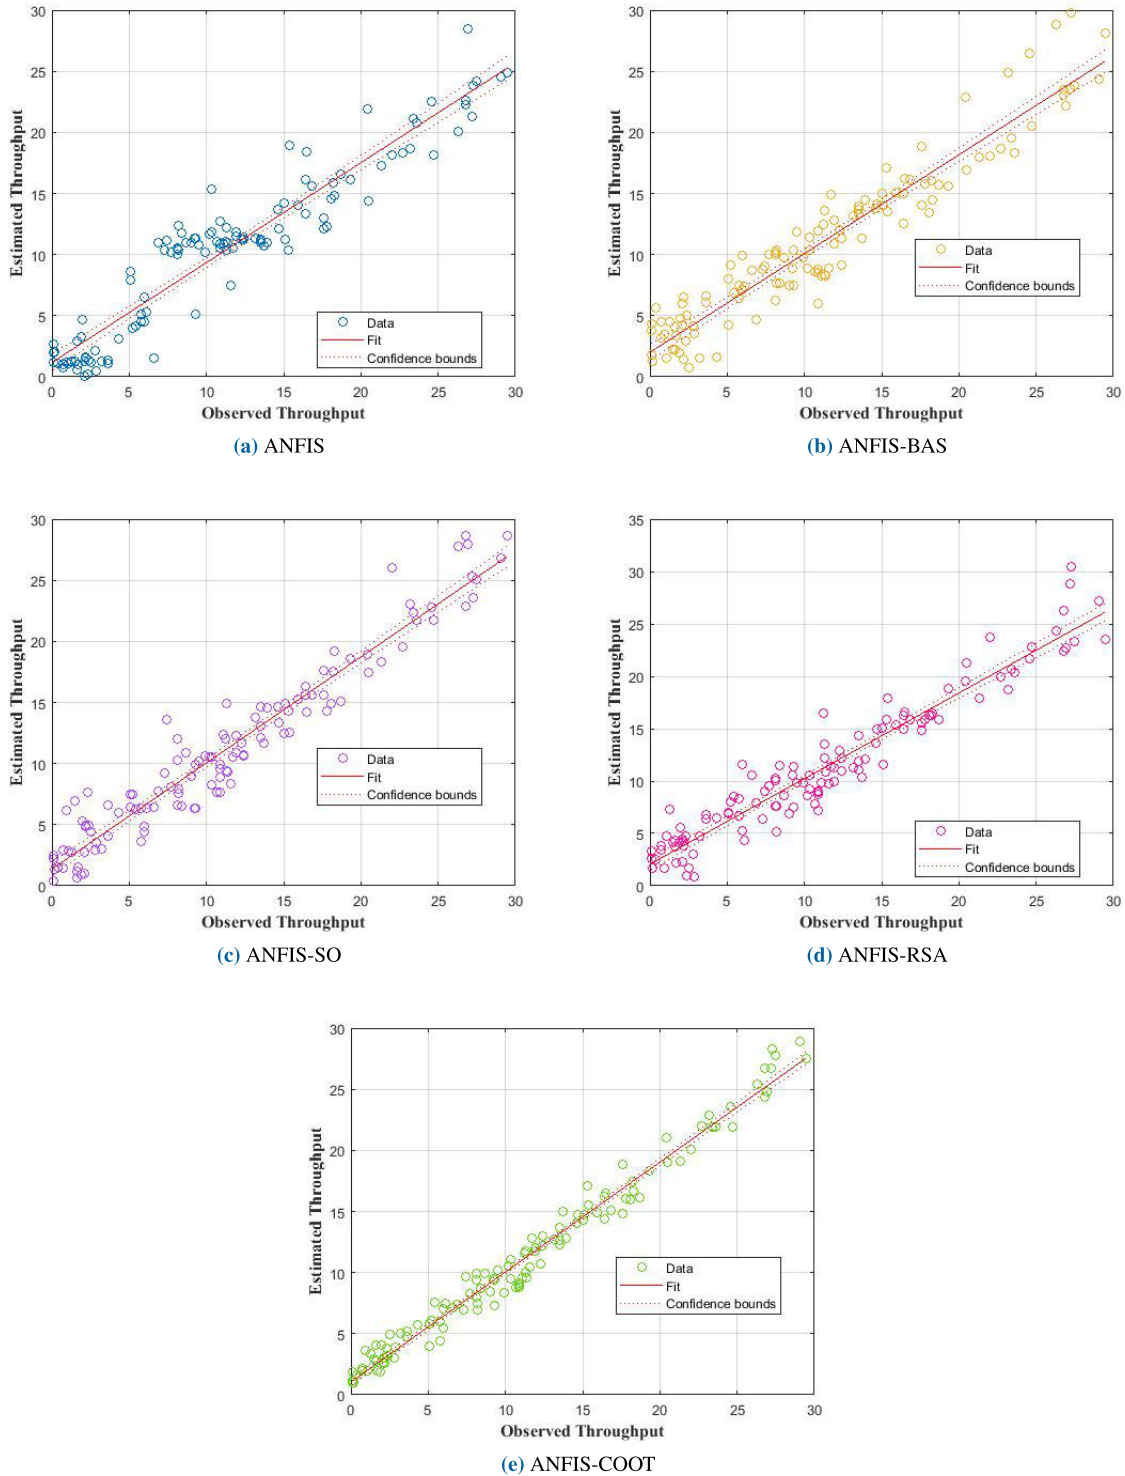 30
25
20
15
10
5
0
Estimated Throughput
Data
Fit
Confidence bounds
0 5 10 15 20 25 30
Observed Throughput
(a) ANFIS
30
25
20
15
10
5
0
Estimated Throughput
Data
Fit
Confidence bounds
0 5 10 15 20 25 30
Observed Throughput
(b) ANFIS-BAS
30
25
20
15
10
5
0
Estimated Throughput
Data
Fit
Confidence bounds
0 5 10 15 20 25 30
Observed Throughput
(c) ANFIS-SO
35
30
25
20
15
10
5
0
Estimated Throughput
Data
Fit
Confidence bounds
0 5 10 15 20 25 30
Observed Throughput
(d) ANFIS-RSA
30
25
20
15
10
5
0
Estimated Throughput
Data
Fit
Confidence bounds
0 5 10 15 20 25 30
Observed Throughput
(e) ANFIS-COOT